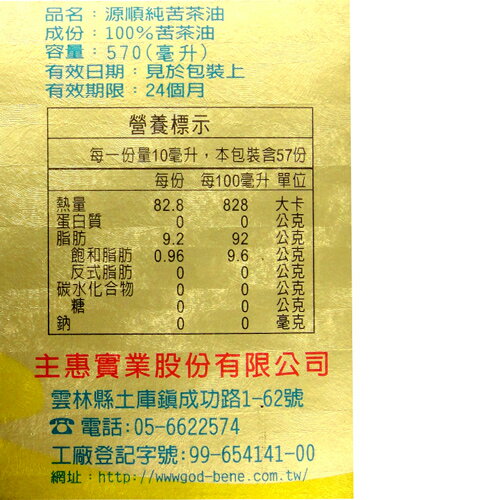 品名：源順純苦茶油
成份：100%苦茶油
容量：570(毫升)
有效日期：見於包裝上
有效期限：24個月
營養標示
每一份量10毫升，本包裝含57份
每份 每100毫升 單位
熱量 82.8 828 大卡
蛋白質 0 0 公克
脂肪 9.2 92 公克
飽和脂肪 0.96 9.6 公克
反式脂肪 0 0 公克
碳水化合物 0 0 公克
糖 0 0 公克
鈉 0 0 毫克
主惠實業股份有限公司
雲林縣土庫鎮成功路1-62號
☎電話:05-6622574
工廠登記字號:99-654141-00
網址：http://wwwgod-bene.com.tw/